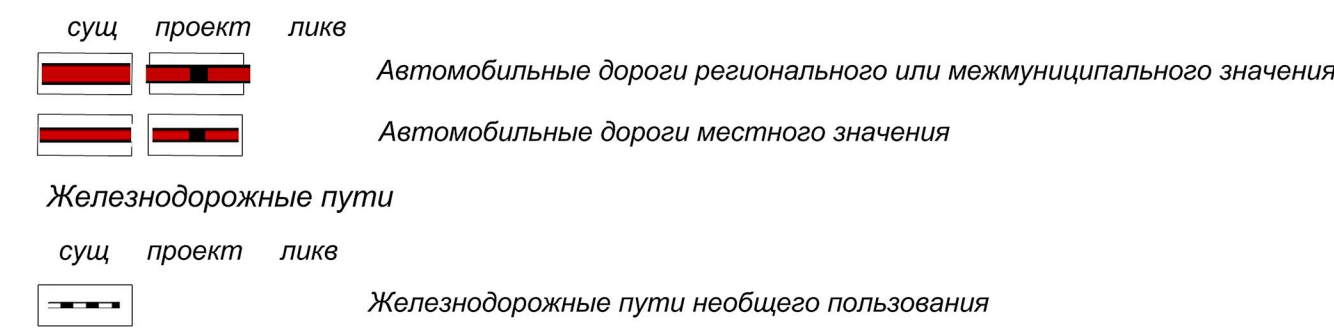 сущ проект ликв
Автомобильные дороги регионального или межмуниципального значения
Автомобильные дороги местного значения
Железнодорожные пути
сущ проект ликв
Железнодорожные пути необщего пользования